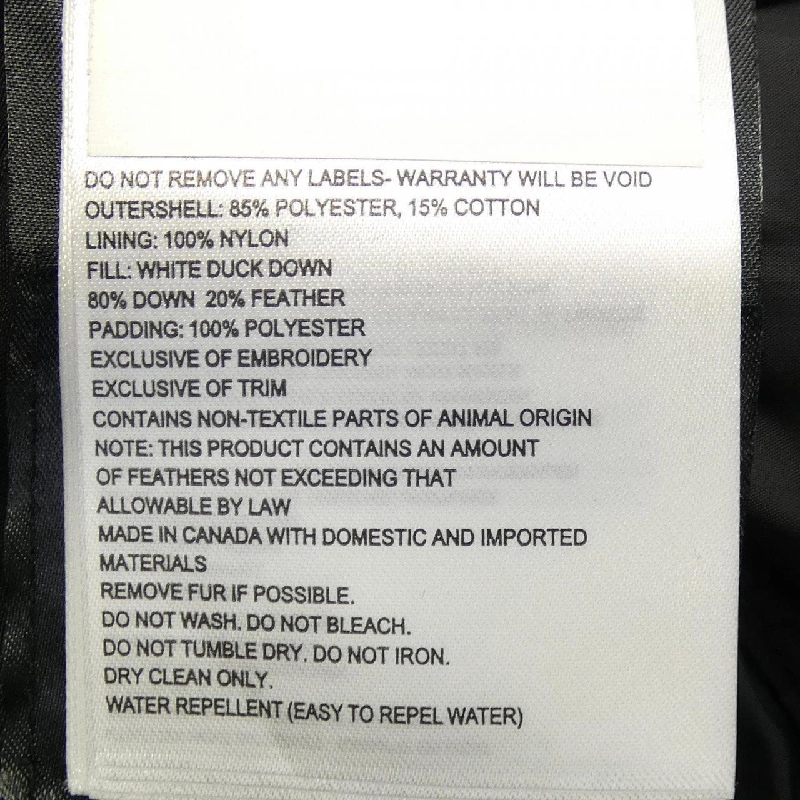 DO NOT REMOVE ANY LABELS- WARRANTY WILL BE VOID
OUTERSHELL: 85% POLYESTER, 15% COTTON
LINING: 100% NYLON
FILL: WHITE DUCK DOWN
80% DOWN 20% FEATHER
PADDING: 100% POLYESTER
EXCLUSIVE OF EMBROIDERY
EXCLUSIVE OF TRIM
CONTAINS NON-TEXTILE PARTS OF ANIMAL ORIGIN
NOTE: THIS PRODUCT CONTAINS AN AMOUNT
OF FEATHERS NOT EXCEEDING THAT
ALLOWABLE BY LAW
MADE IN CANADA WITH DOMESTIC AND IMPORTED
MATERIALS
REMOVE FUR IF POSSIBLE.
DO NOT WASH. DO NOT BLEACH.
DO NOT TUMBLE DRY. DO NOT IRON.
DRY CLEAN ONLY.
WATER REPELLENT (EASY TO REPEL WATER)